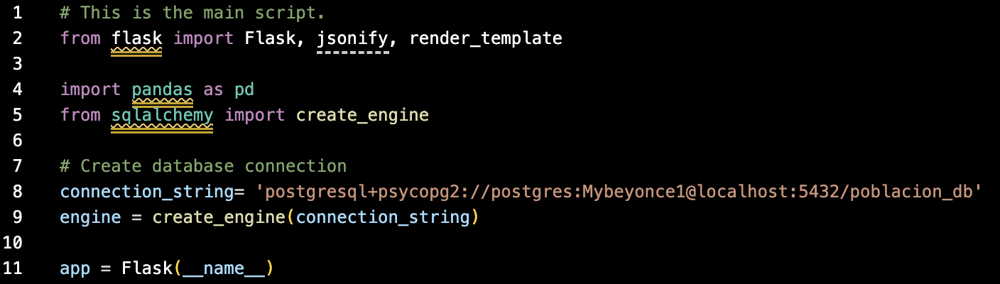 1 # This is the main script.
2 from flask import Flask, jsonify, render_template
3
4 import pandas as pd
5 from sqlalchemy import create_engine
6
7 # Create database connection
8 connection_string= 'postgresql+psycopg2://postgres:Mybeyonce1@localhost:5432/poblacion_db'
9 engine = create_engine(connection_string)
10
11 app = Flask(__name__)